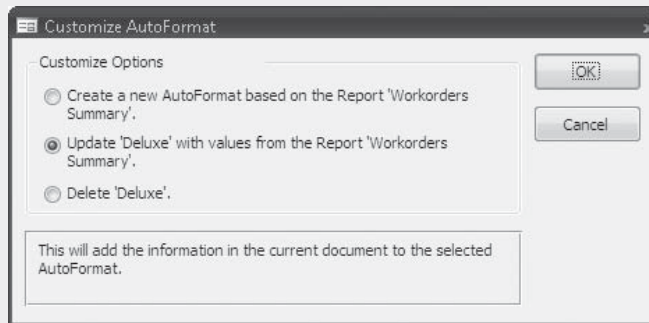 Customize AutoFormat
Customize Options
Create a new AutoFormat based on the Report 'Workorders
Summary'.
Update 'Deluxe' with values from the Report 'Workorders
Summary'.
Delete 'Deluxe'.
This will add the information in the current document to the selected
AutoFormat.
OK
Cancel